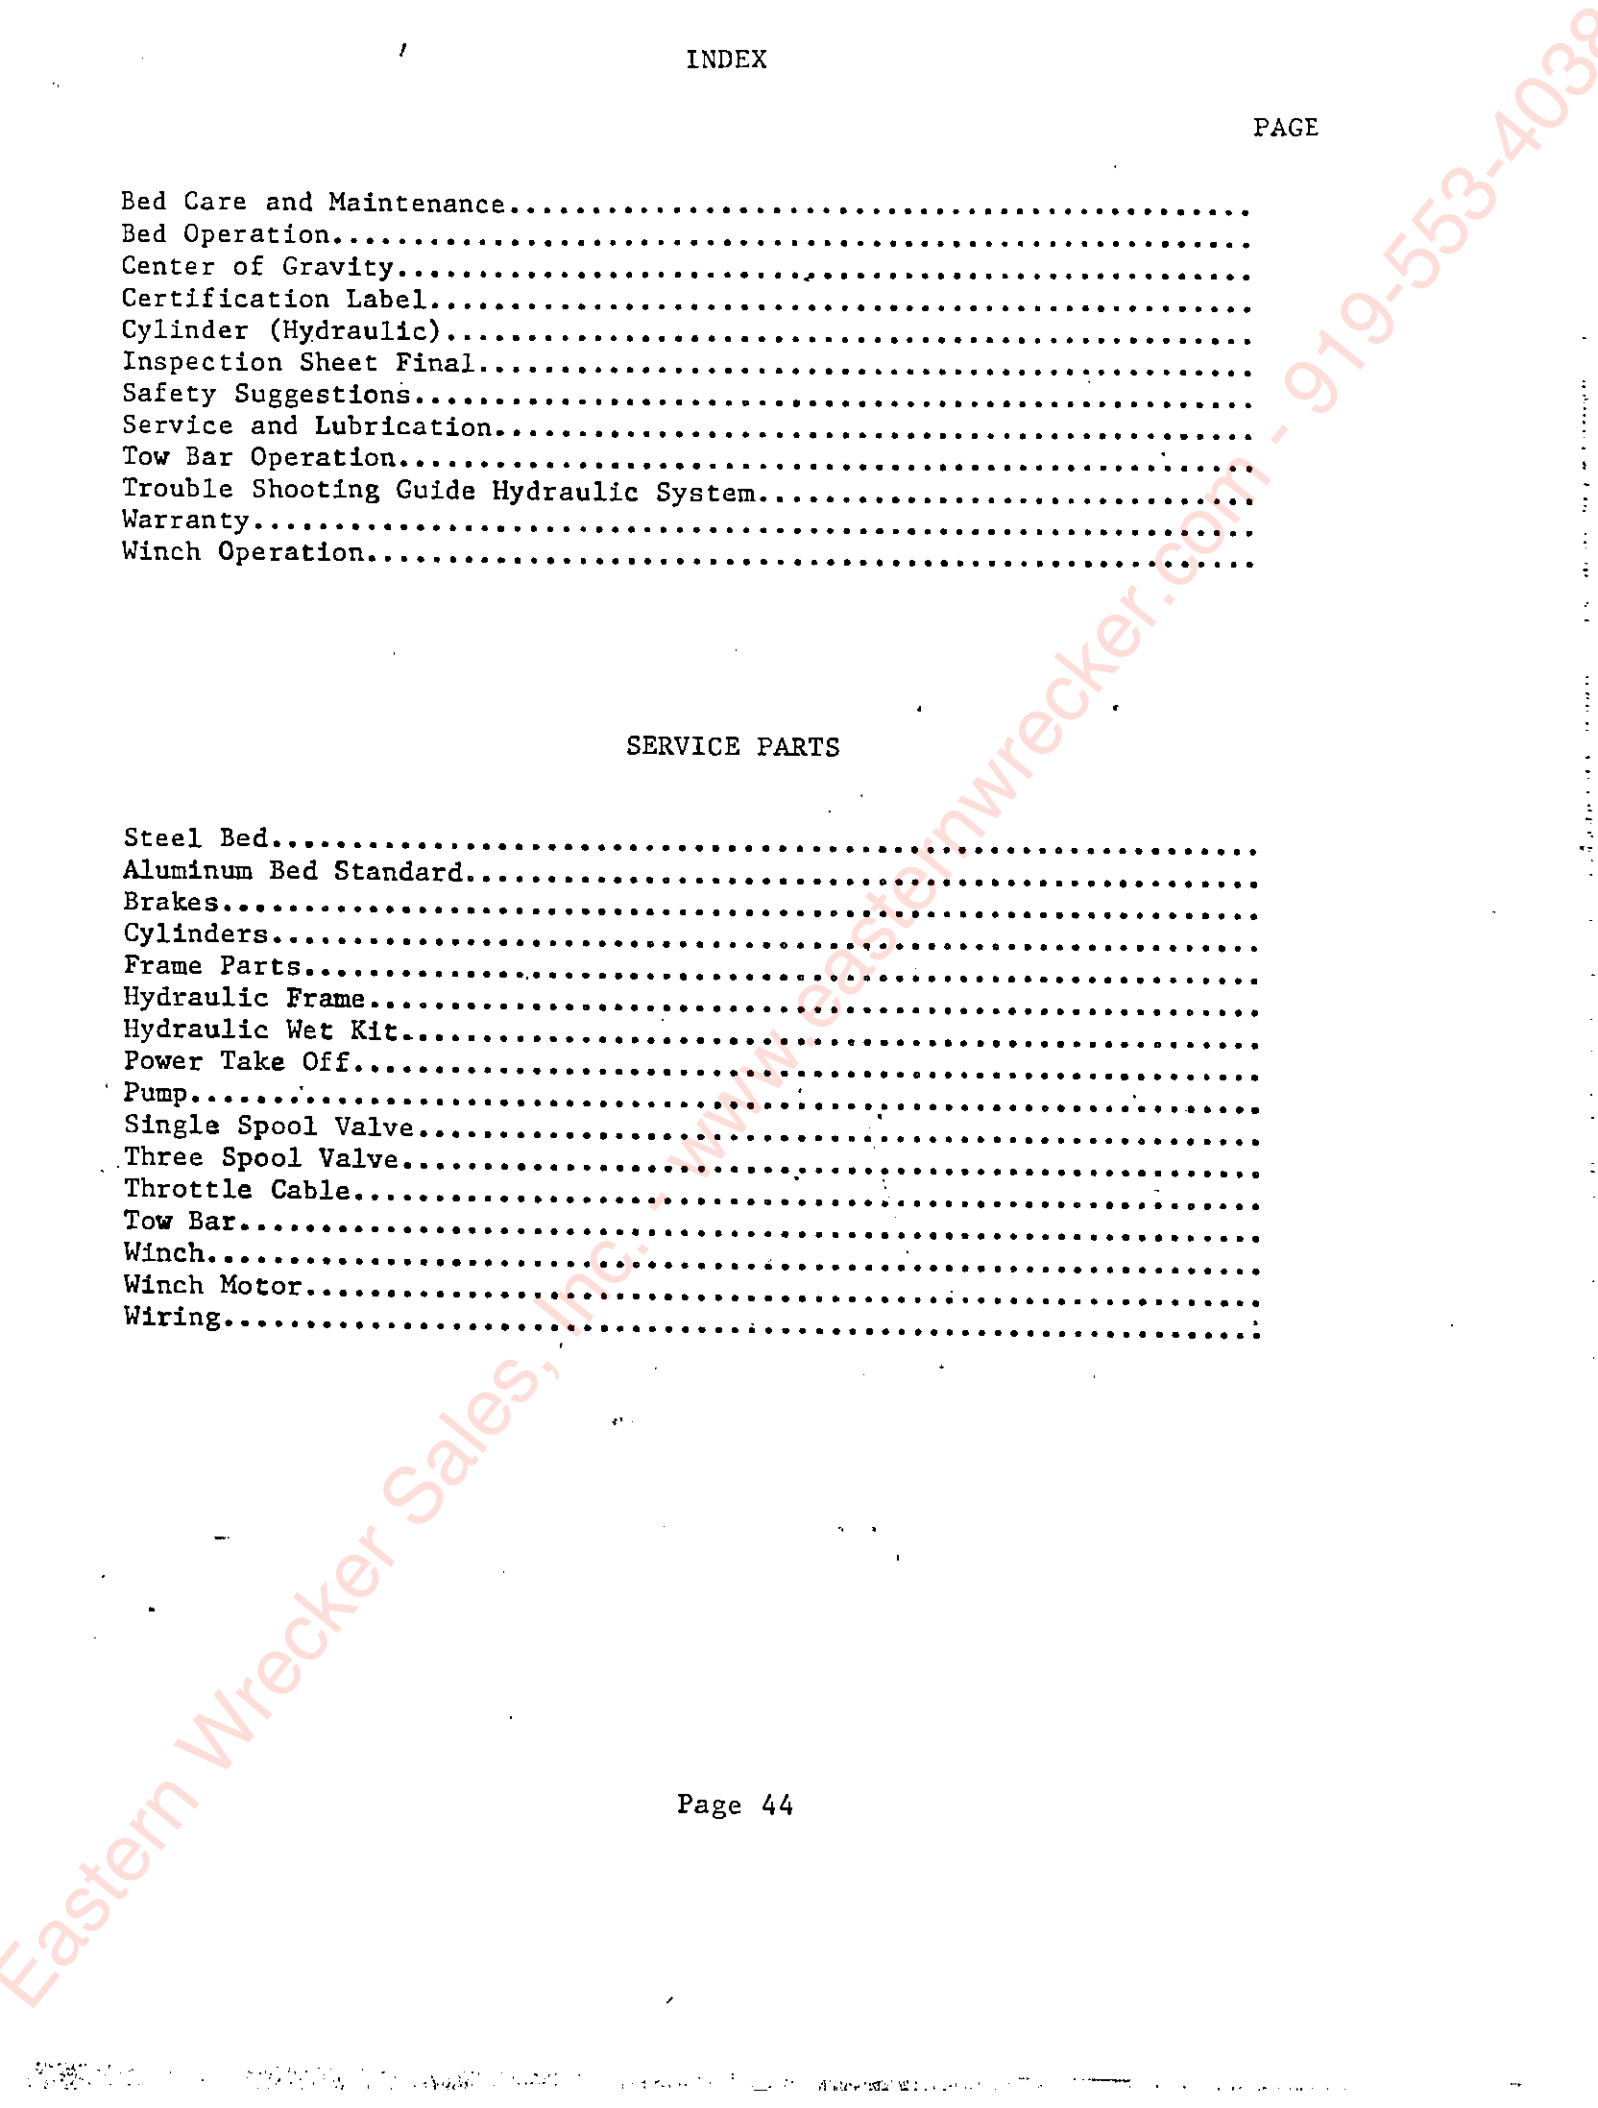 INDEX
PAGE
Bed Care and Maintenance..............................................
Bed Operation.........................................................
Center of Gravity.....................................................
Certification Label...................................................
Cylinder (Hydraulic)..................................................
Inspection Sheet Final................................................
Safety Suggestions....................................................
Service and Lubrication...............................................
Tow Bar Operation.....................................................
Trouble Shooting Guide Hydraulic System...............................
Warranty..............................................................
Winch Operation.......................................................
SERVICE PARTS
Steel Bed.............................................................
Aluminum Bed Standard.................................................
Brakes................................................................
Cylinders.............................................................
Frame Parts...........................................................
Hydraulic Frame.......................................................
Hydraulic Wet Kit.....................................................
Power Take Off........................................................
Pump..................................................................
Single Spool Valve....................................................
Three Spool Valve.....................................................
Throttle Cable........................................................
Tow Bar...............................................................
Winch.................................................................
Winch Motor...........................................................
Wiring................................................................
Page 44
Eastern Wrecker Sales, Inc. - www.easternwrecker.com - 919-553-4038